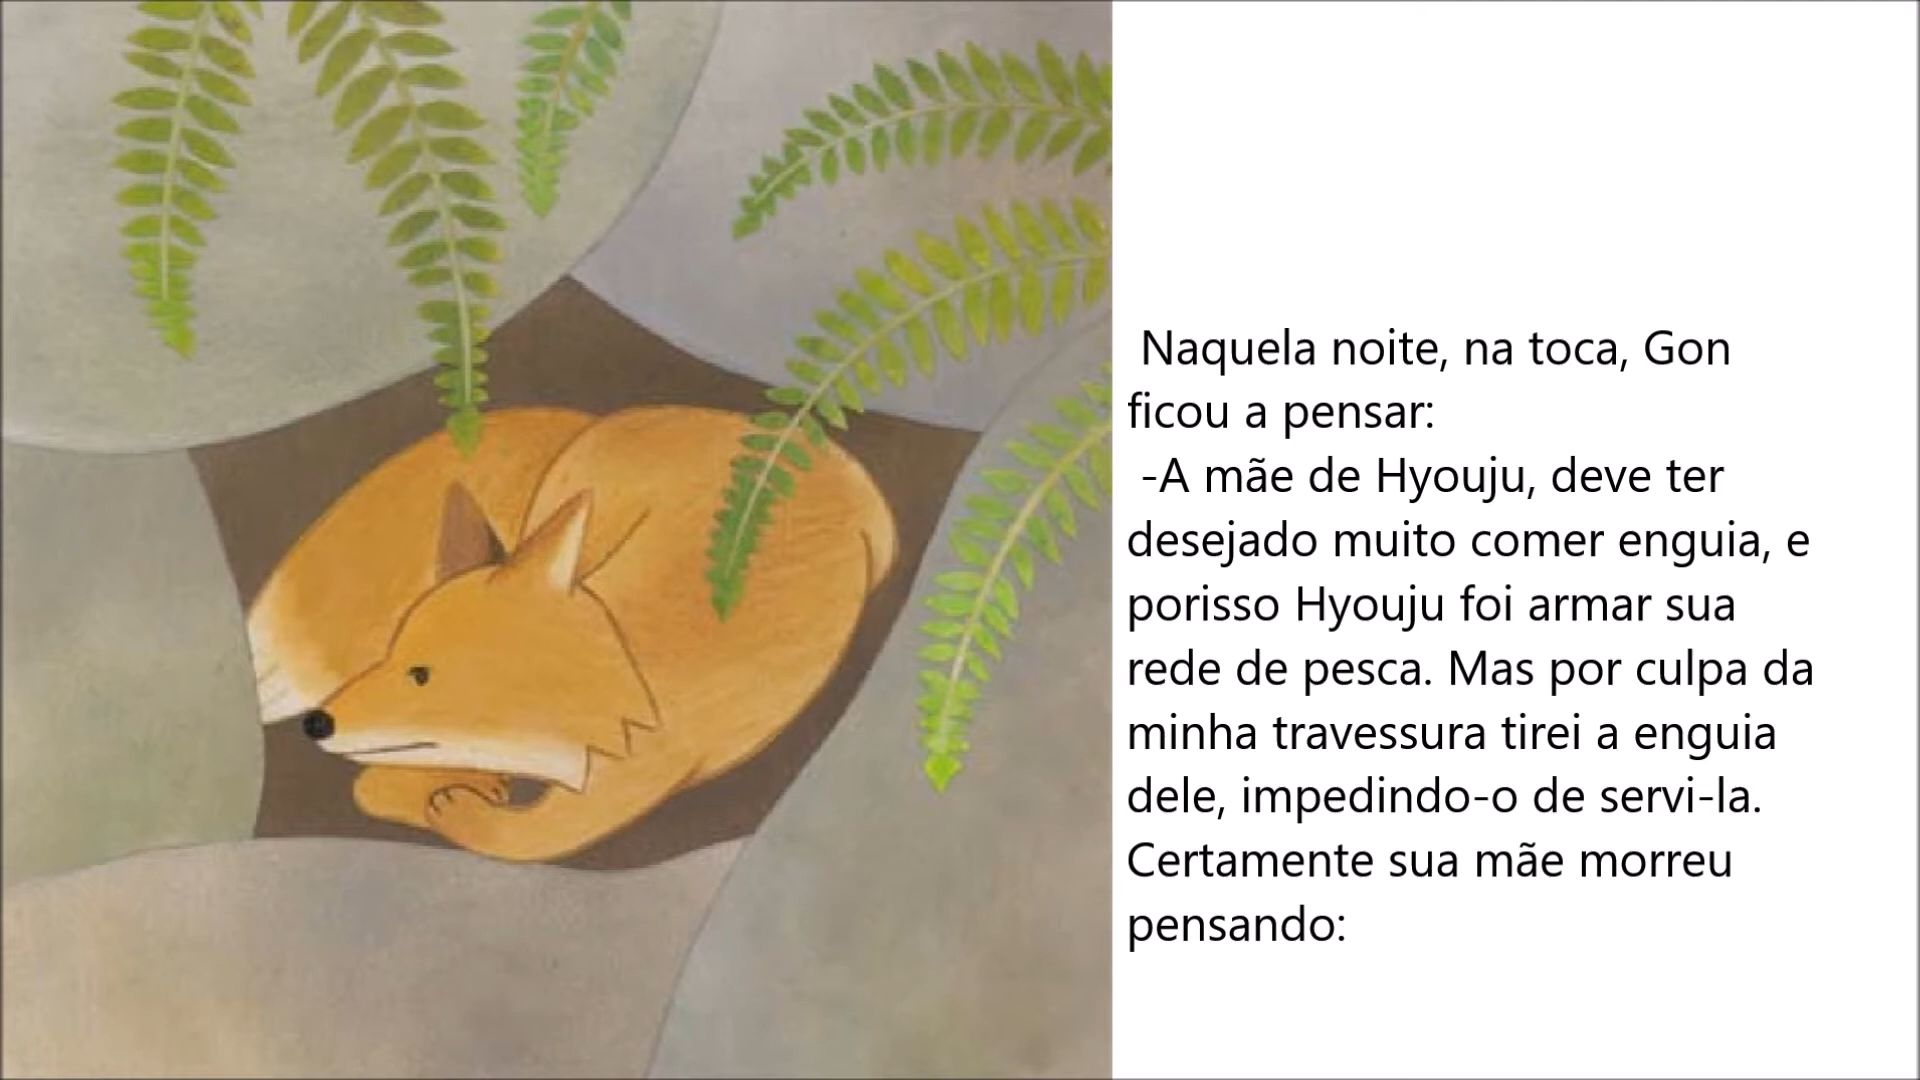 Naquela noite, na toca, Gon
ficou a pensar:
-A mãe de Hyouju, deve ter
desejado muito comer enguia, e
porisso Hyouju foi armar sua
rede de pesca. Mas por culpa da
minha travessura tirei a enguia
dele, impedindo-o de servi-la.
Certamente sua mãe morreu
pensando: